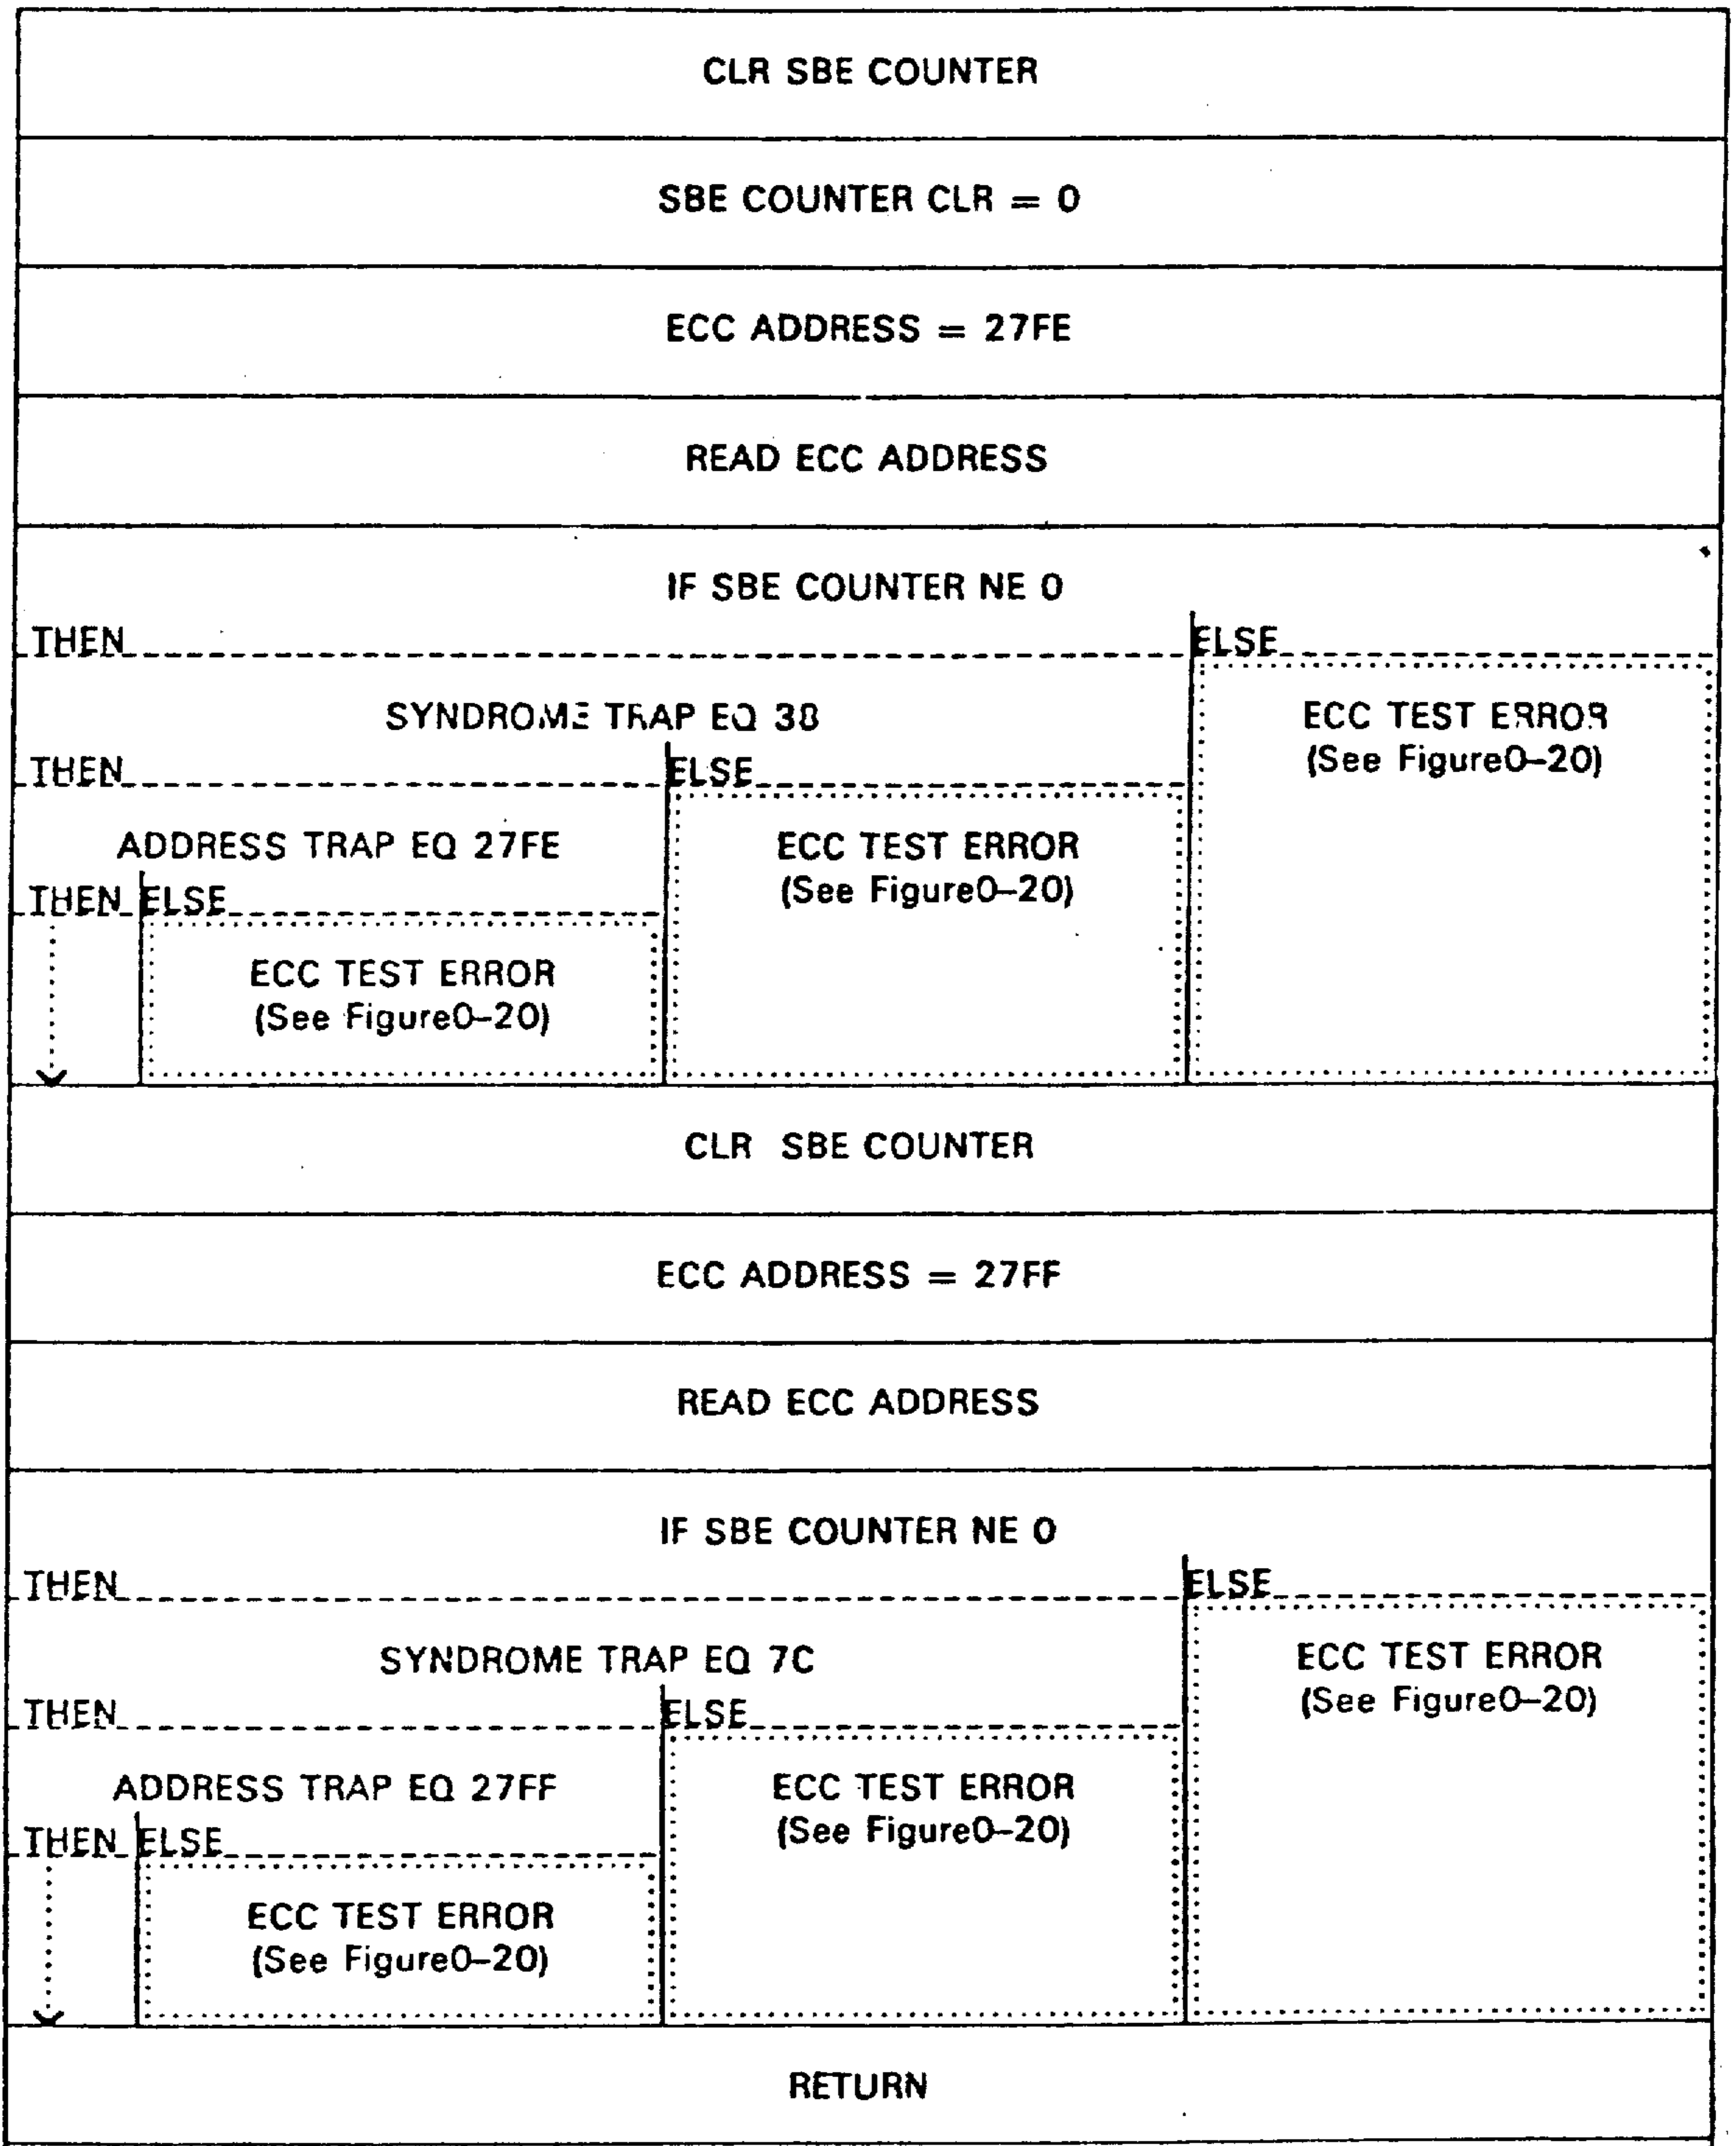 CLR SBE COUNTER
SBE COUNTER CLR = 0
ECC ADDRESS = 27FE
READ ECC ADDRESS
IF SBE COUNTER NE 0
THEN ELSE
SYNDROME TRAP EQ 38
ECC TEST ERROR
(See Figure0–20)
THEN ELSE
ADDRESS TRAP EQ 27FE
ECC TEST ERROR
(See Figure0–20)
THEN ELSE
ECC TEST ERROR
(See Figure0–20)
CLR SBE COUNTER
ECC ADDRESS = 27FF
READ ECC ADDRESS
IF SBE COUNTER NE 0
THEN ELSE
SYNDROME TRAP EQ 7C
ECC TEST ERROR
(See Figure0–20)
THEN ELSE
ADDRESS TRAP EQ 27FF
ECC TEST ERROR
(See Figure0–20)
THEN ELSE
ECC TEST ERROR
(See Figure0–20)
RETURN